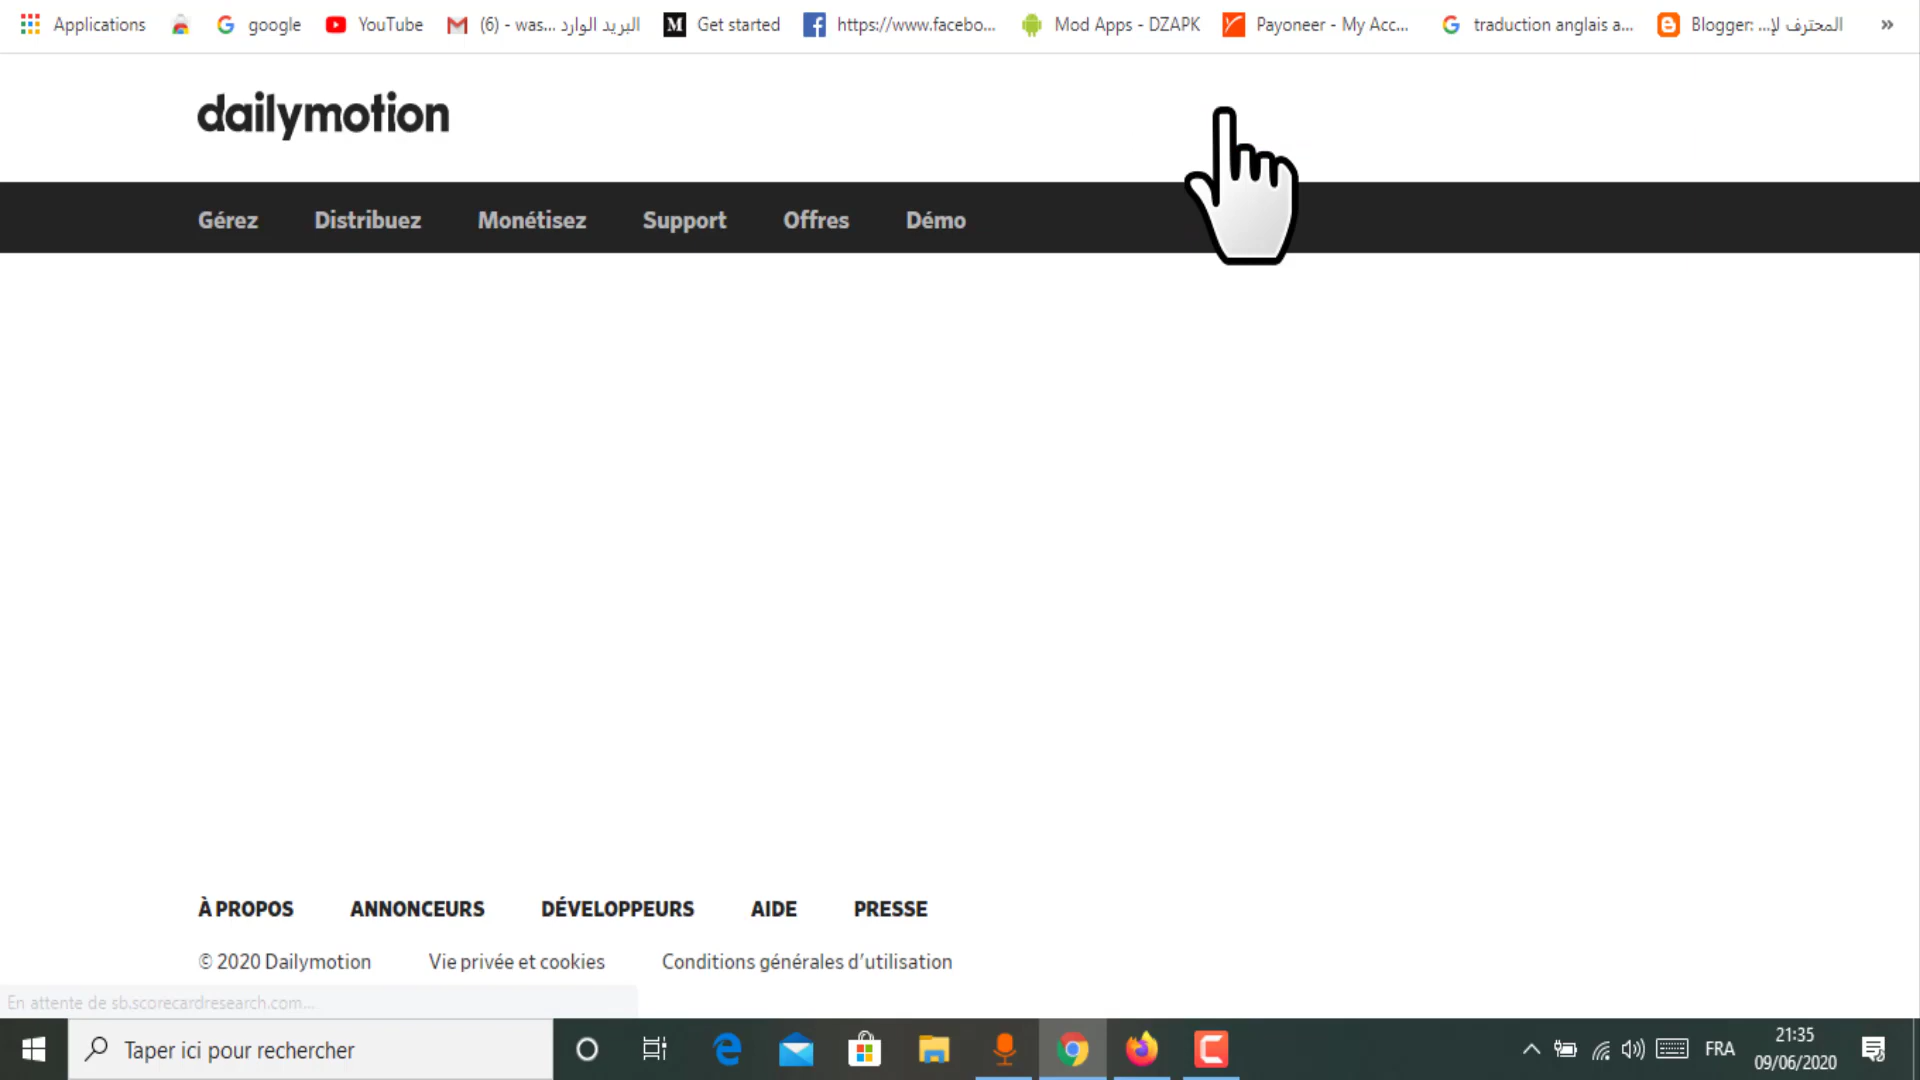 Applications google YouTube (6) - was... البريد الوارد Get started https://www.facebo... Mod Apps - DZAPK Payoneer - My Acc... traduction anglais a... Blogger: ...المحترف لإ »
dailymotion
Gérez Distribuez Monétisez Support Offres Démo
À PROPOS ANNONCEURS DÉVELOPPEURS AIDE PRESSE
© 2020 Dailymotion Vie privée et cookies Conditions générales d’utilisation
En attente de sb.scorecardresearch.com...
Taper ici pour rechercher FRA 21:35
09/06/2020